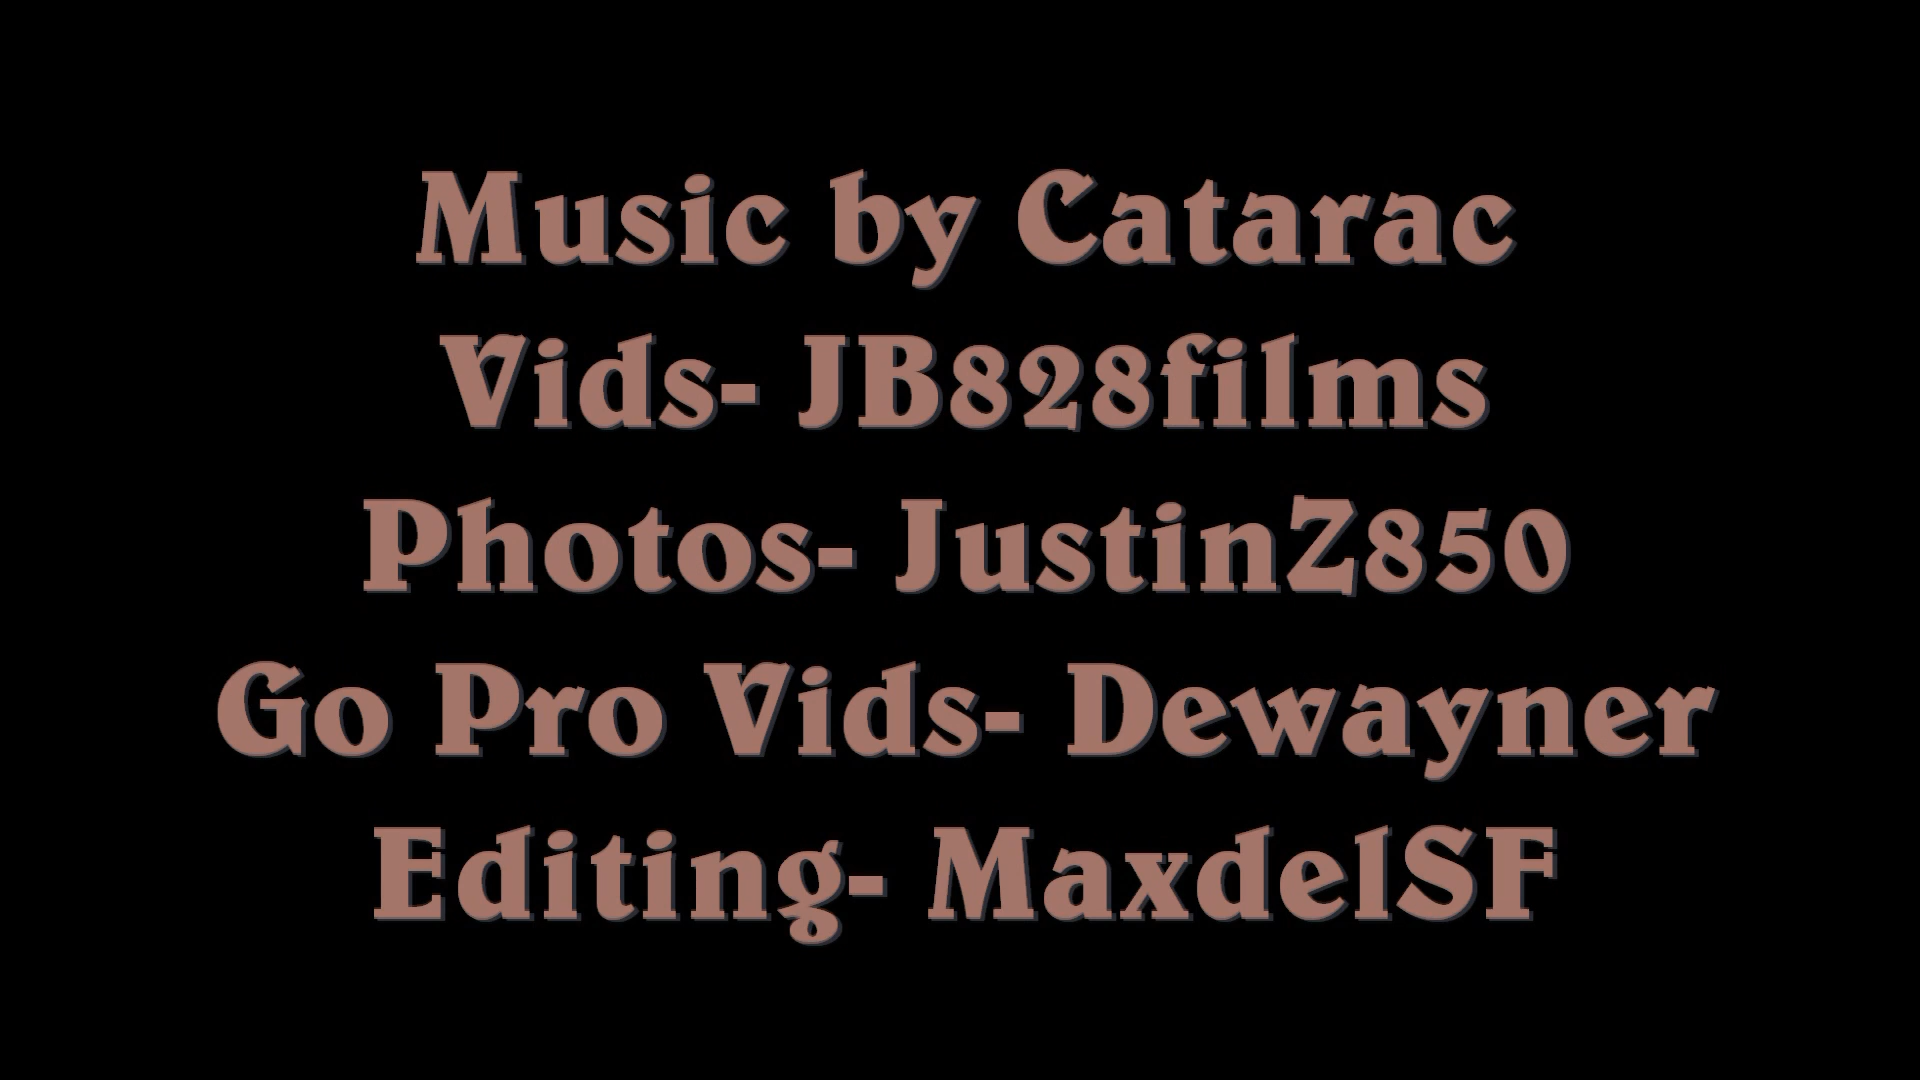 Music by Catarac
Vids- JB828films
Photos- JustinZ850
Go Pro Vids- Dewayner
Editing- MaxdelSF